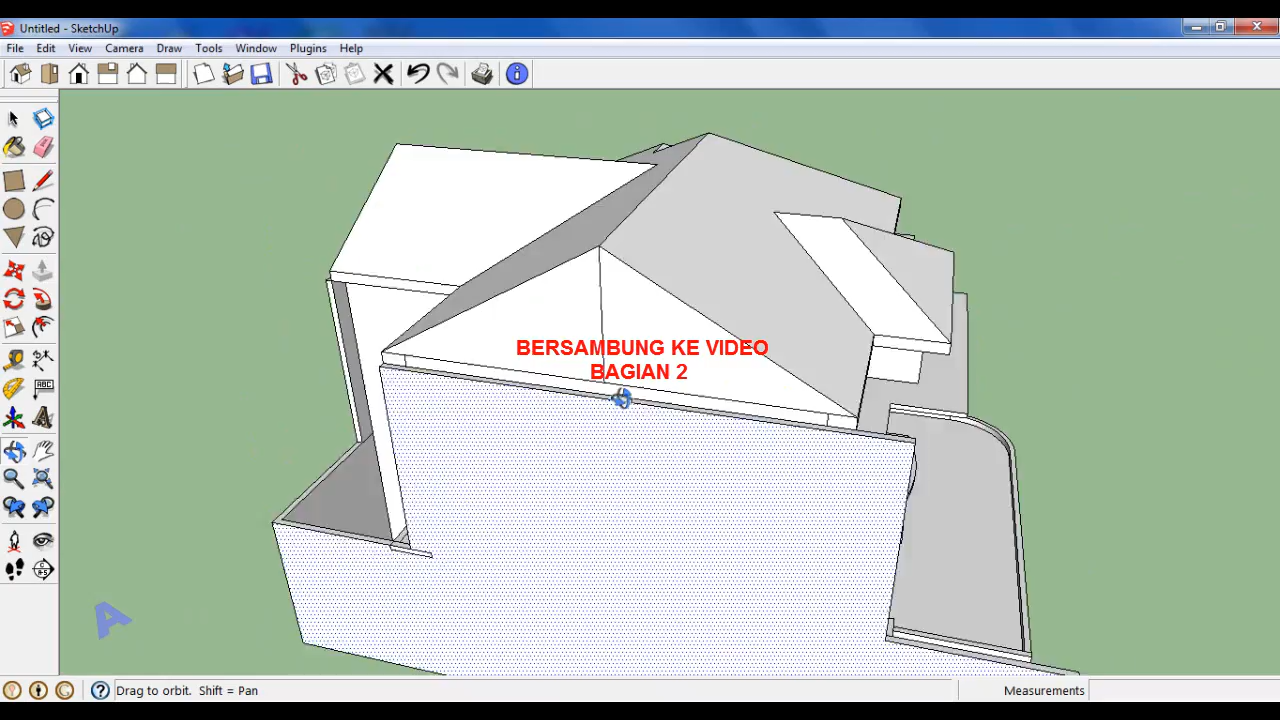 Untitled - SketchUp
File Edit View Camera Draw Tools Window Plugins Help
BERSAMBUNG KE VIDEO
BAGIAN 2
A
Drag to orbit. Shift = Pan
Measurements